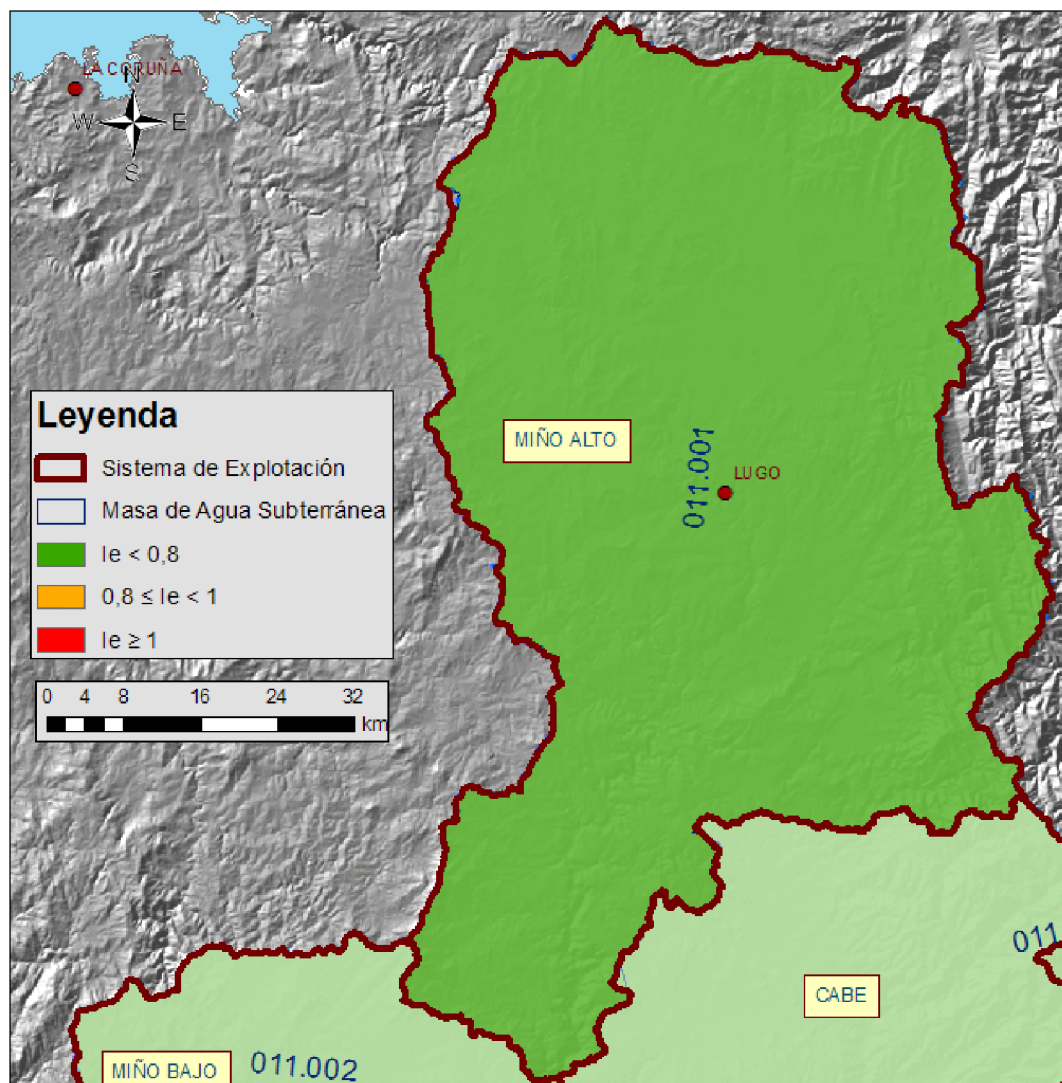 LA CORUÑA
N
W
E
S
Leyenda
Sistema de Explotación
Masa de Agua Subterránea
Ie < 0,8
0,8 ≤ Ie < 1
Ie ≥ 1
0 4 8 16 24 32
km
MIÑO ALTO
011.001
LUGO
011.
CABE
MIÑO BAJO
011.002